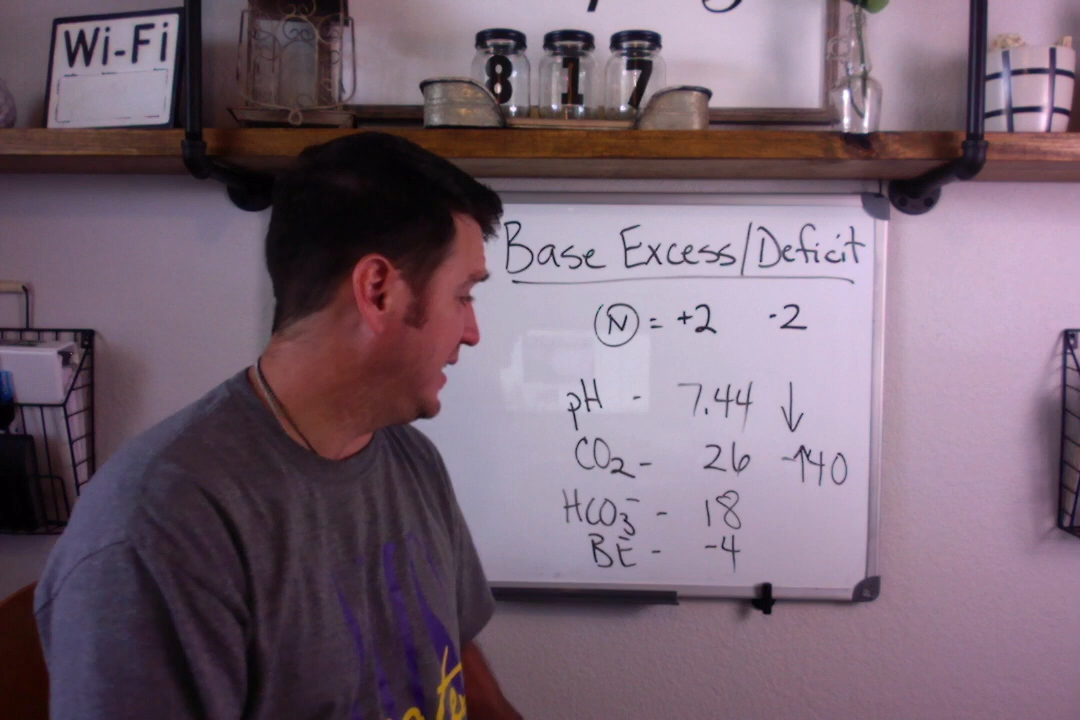 Wi-Fi
8 1 7
Base Excess/Deficit
N = +2 -2
pH - 7.44 ↓
CO2 - 26 →↑40
HCO3⁻ - 18
BE - -4